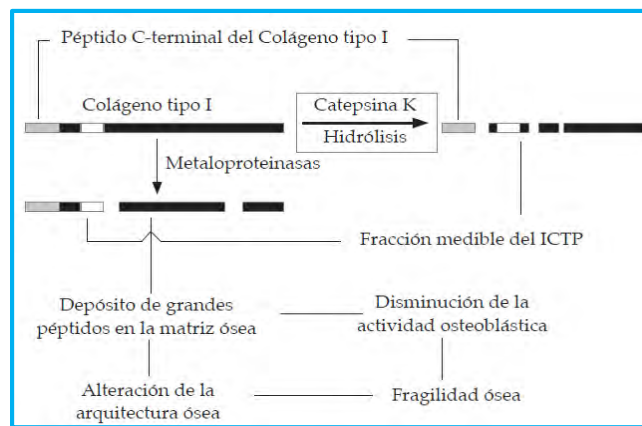 Péptido C-terminal del Colágeno tipo I
Colágeno tipo I
Catepsina K
Hidrólisis
Metaloproteinasas
Fracción medible del ICTP
Depósito de grandes
péptidos en la matriz ósea
Disminución de la
actividad osteoblástica
Alteración de la
arquitectura ósea
Fragilidad ósea